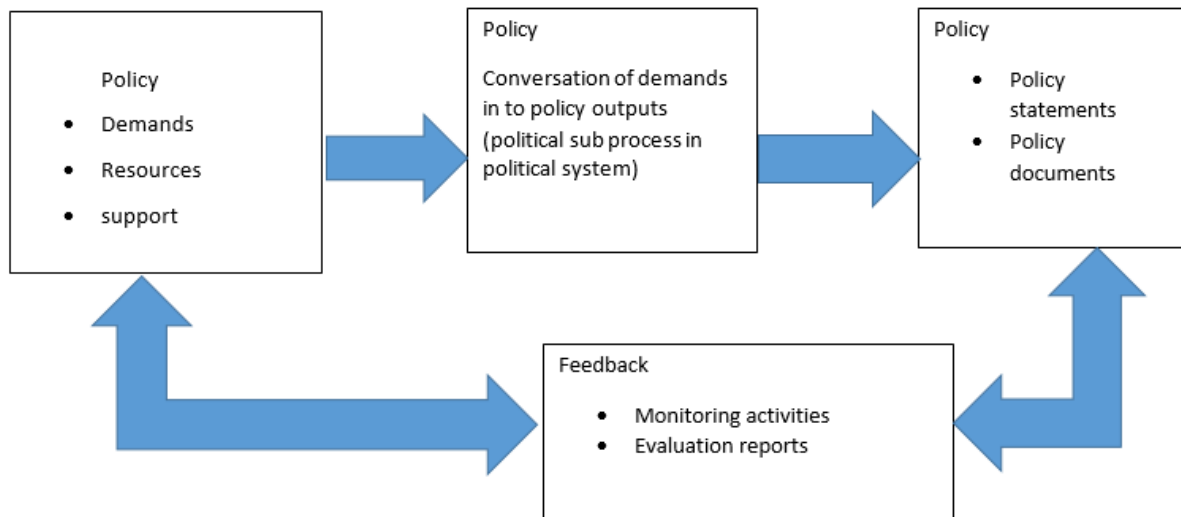 Policy
• Demands
• Resources
• support
Policy
Conversation of demands
in to policy outputs
(political sub process in
political system)
Policy
• Policy
statements
• Policy
documents
Feedback
• Monitoring activities
• Evaluation reports